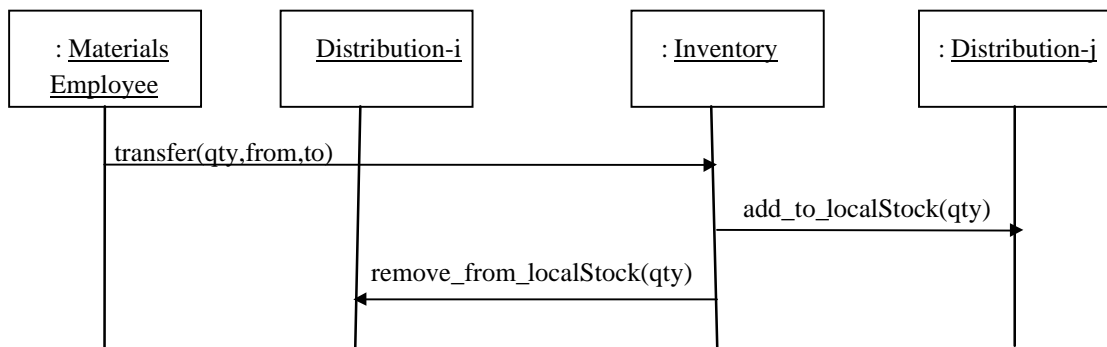 : Materials
Employee
Distribution-i
: Inventory
: Distribution-j
transfer(qty,from,to)
add_to_localStock(qty)
remove_from_localStock(qty)